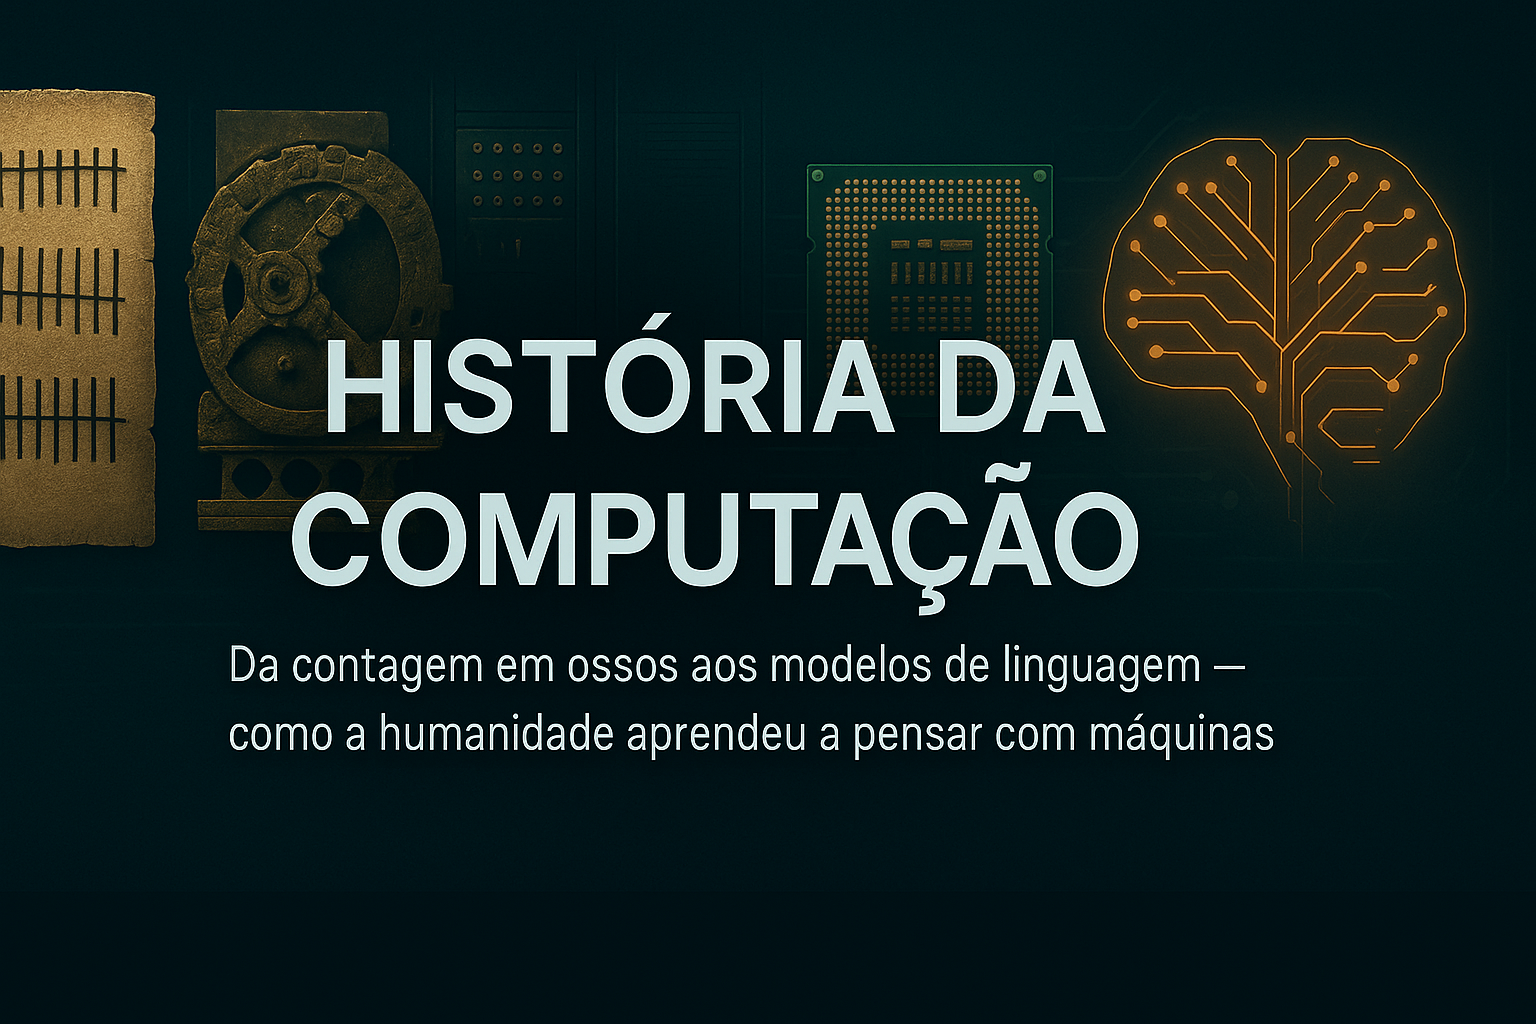 HISTÓRIA DA
COMPUTAÇÃO
Da contagem em ossos aos modelos de linguagem —
como a humanidade aprendeu a pensar com máquinas